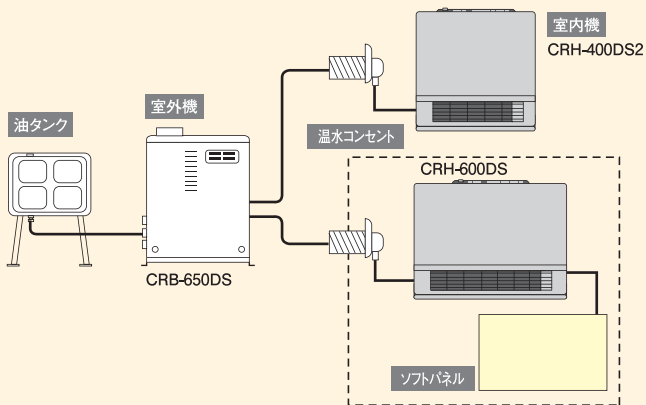 室内機
CRH-400DS2
室外機
油タンク
温水コンセント
CRH-600DS
CRB-650DS
ソフトパネル